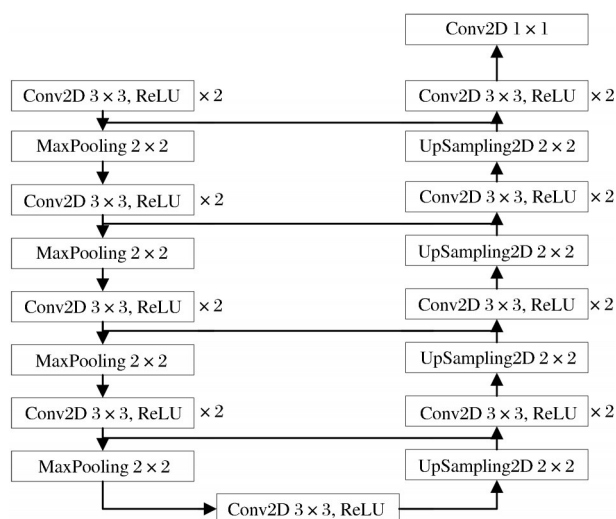 Conv2D 1 × 1
Conv2D 3 × 3, ReLU × 2
Conv2D 3 × 3, ReLU × 2
MaxPooling 2 × 2
UpSampling2D 2 × 2
Conv2D 3 × 3, ReLU × 2
Conv2D 3 × 3, ReLU × 2
MaxPooling 2 × 2
UpSampling2D 2 × 2
Conv2D 3 × 3, ReLU × 2
Conv2D 3 × 3, ReLU × 2
MaxPooling 2 × 2
UpSampling2D 2 × 2
Conv2D 3 × 3, ReLU × 2
Conv2D 3 × 3, ReLU × 2
MaxPooling 2 × 2
UpSampling2D 2 × 2
Conv2D 3 × 3, ReLU